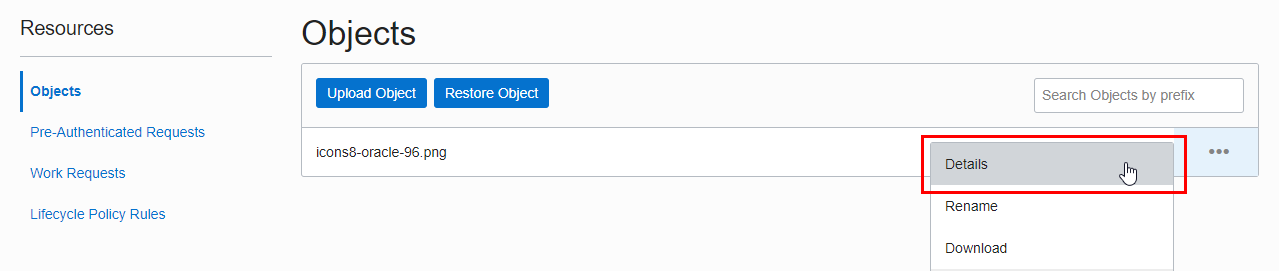 Resources
Objects
Pre-Authenticated Requests
Work Requests
Lifecycle Policy Rules
Objects
Upload Object
Restore Object
Search Objects by prefix
icons8-oracle-96.png
Details
Rename
Download